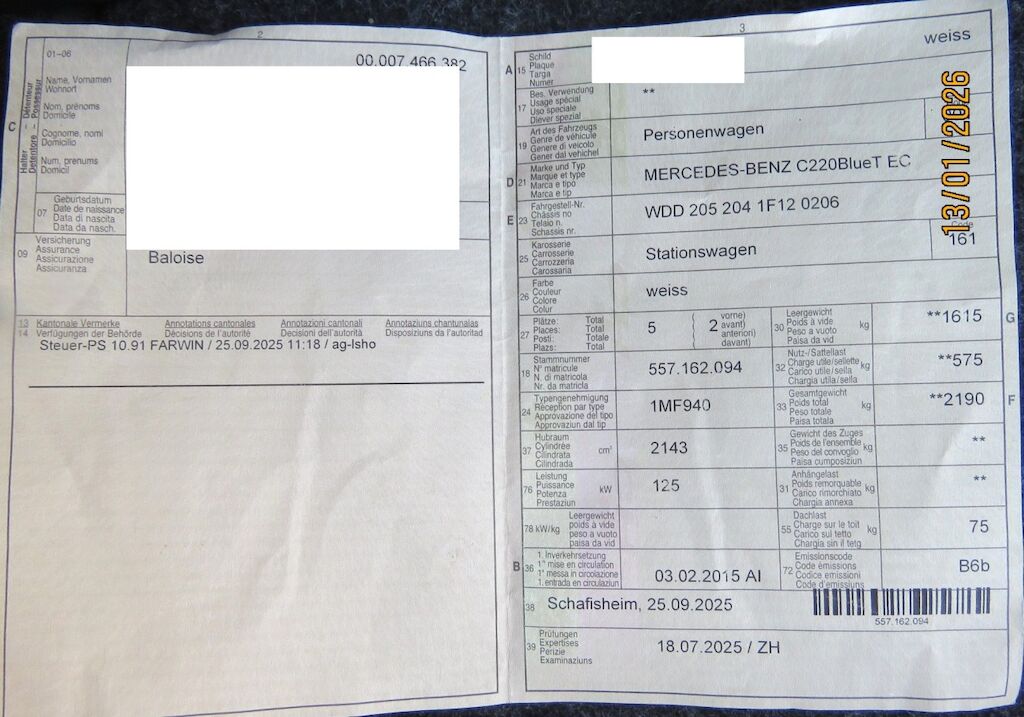 2
01-06
00.007.466.382
C
Halter – Détenteur
Detentore – Possessur
Name, Vornamen
Wohnort
Nom, prénoms
Domicile
Cognome, nomi
Domicilio
Num, prenums
Domicil
07
Geburtsdatum
Date de naissance
Data di nascita
Data da nasch.
09
Versicherung
Assurance
Assicurazione
Assicuranza
Baloise
13 Kantonale Vermerke Annotations cantonales Annotazioni cantonali Annotaziuns chantunalas
14 Verfügungen der Behörde Décisions de l'autorité Decisioni dell'autorità Disposiziuns da l'autoritad
Steuer-PS 10.91 FARWIN / 25.09.2025 11:18 / ag-lsho
3
A 15
Schild
Plaque
Targa
Numer
weiss
17
Bes. Verwendung
Usage spécial
Uso speciale
Diever spezial
**
19
Art des Fahrzeugs
Genre de véhicule
Genere di veicolo
Gener dal vehichel
Personenwagen
D 21
Marke und Typ
Marque et type
Marca e tipo
Marca e tip
MERCEDES-BENZ C220BlueT EC
E 23
Fahrgestell-Nr.
Châssis no
Telaio n.
Schassis nr.
WDD 205 204 1F12 0206
25
Karosserie
Carrosserie
Carrozzeria
Carossaria
Stationswagen
Code
161
26
Farbe
Couleur
Colore
Colur
weiss
27
Plätze: Total
Places: Total
Posti: Totale
Plazs: Total
5
( 2 vorne)
avant)
( anteriori)
davant)
30
Leergewicht
Poids à vide
Peso a vuoto
Paisa da vid
kg
**1615
G
18
Stammnummer
N° matricule
N. di matricola
Nr. da matricla
557.162.094
32
Nutz-/Sattellast
Charge utile/sellette
Carico utile/sella
Chargia utila/sella
kg
**575
24
Typengenehmigung
Réception par type
Approvazione del tipo
Approvaziun dal tip
1MF940
33
Gesamtgewicht
Poids total
Peso totale
Paisa totala
kg
**2190
F
37
Hubraum
Cylindrée
Cilindrata
Cilindrada
cm³
2143
35
Gewicht des Zuges
Poids de l'ensemble
Peso del convoglio
Paisa cumposiziun
kg
**
76
Leistung
Puissance
Potenza
Prestaziun
kW
125
31
Anhängelast
Poids remorquable
Carico rimorchiato
Chargia annexa
kg
**
78 kW/kg
Leergewicht
poids à vide
peso a vuoto
paisa da vid
55
Dachlast
Charge sur le toit
Carico sul tetto
Chargia sin il tetg
kg
75
B 36
1. Inverkehrsetzung
1re mise en circulation
1a messa in circolazione
1. entrada en circulaziun
03.02.2015 AI
72
Emissionscode
Code émissions
Codice emissioni
Code d'emissiuns
B6b
38
Schafisheim, 25.09.2025
557.162.094
39
Prüfungen
Expertises
Perizie
Examinaziuns
18.07.2025 / ZH
13/01/2026